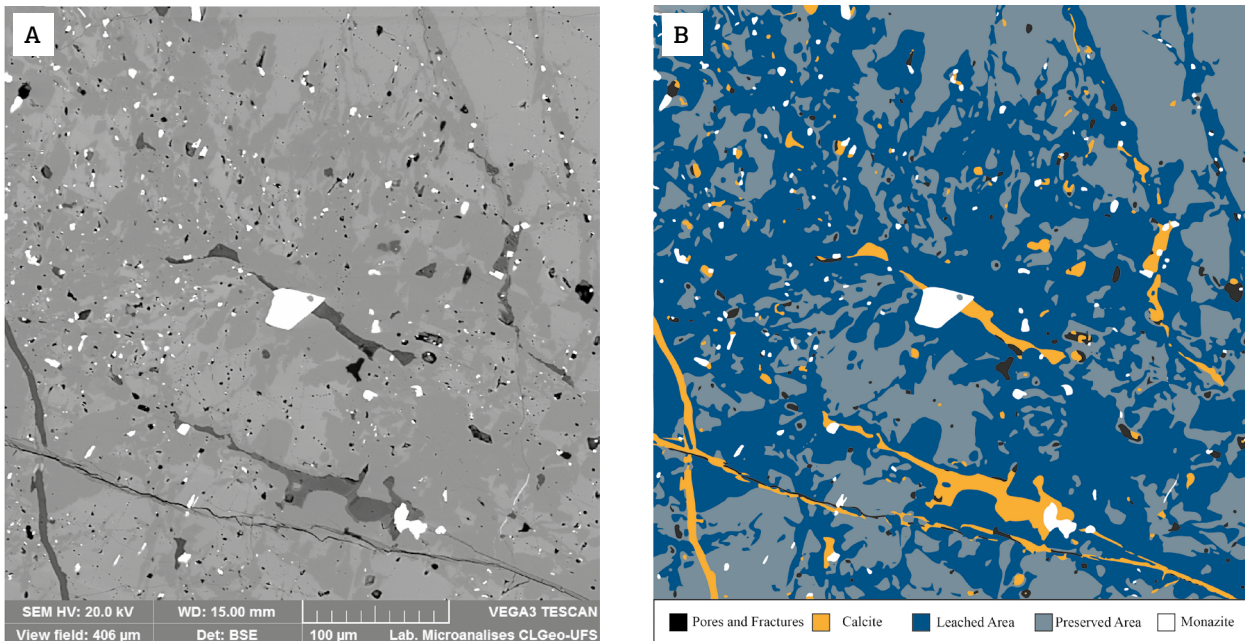 A
B
SEM HV: 20.0 kV
WD: 15.00 mm
VEGA3 TESCAN
View field: 406 µm
Det: BSE
100 µm
Lab. Microanalises CLGeo-UFS
Pores and Fractures
Calcite
Leached Area
Preserved Area
Monazite